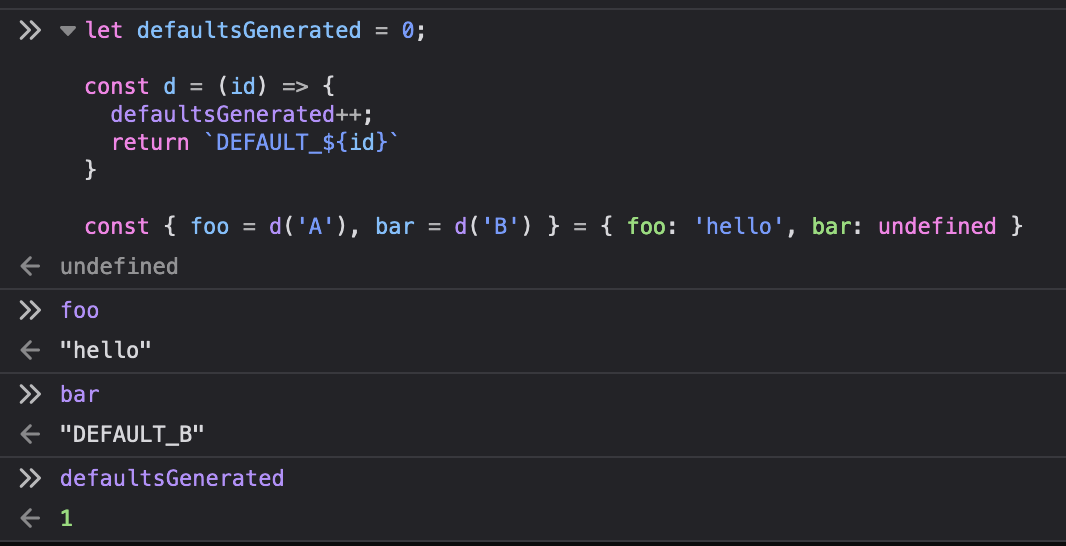 let defaultsGenerated = 0;
const d = (id) => {
defaultsGenerated++;
return `DEFAULT_${id}`
}
const { foo = d('A'), bar = d('B') } = { foo: 'hello', bar: undefined }
undefined
foo
"hello"
bar
"DEFAULT_B"
defaultsGenerated
1